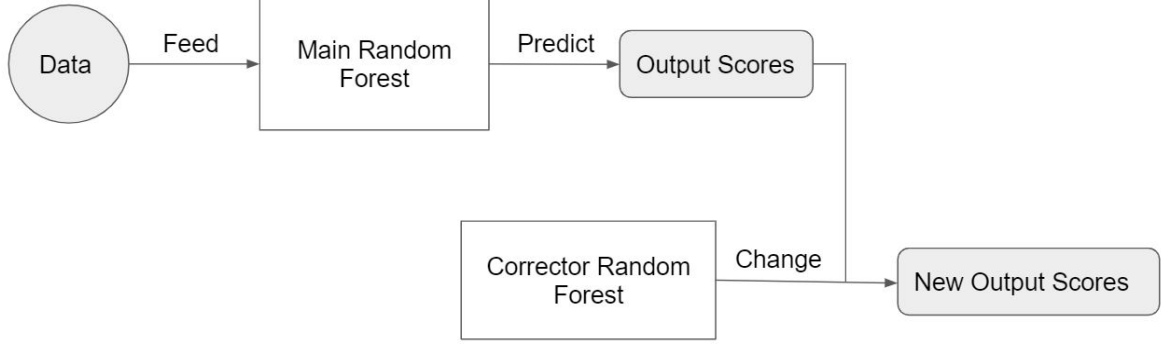 Data
Feed
Main Random
Forest
Predict
Output Scores
Corrector Random
Forest
Change
New Output Scores